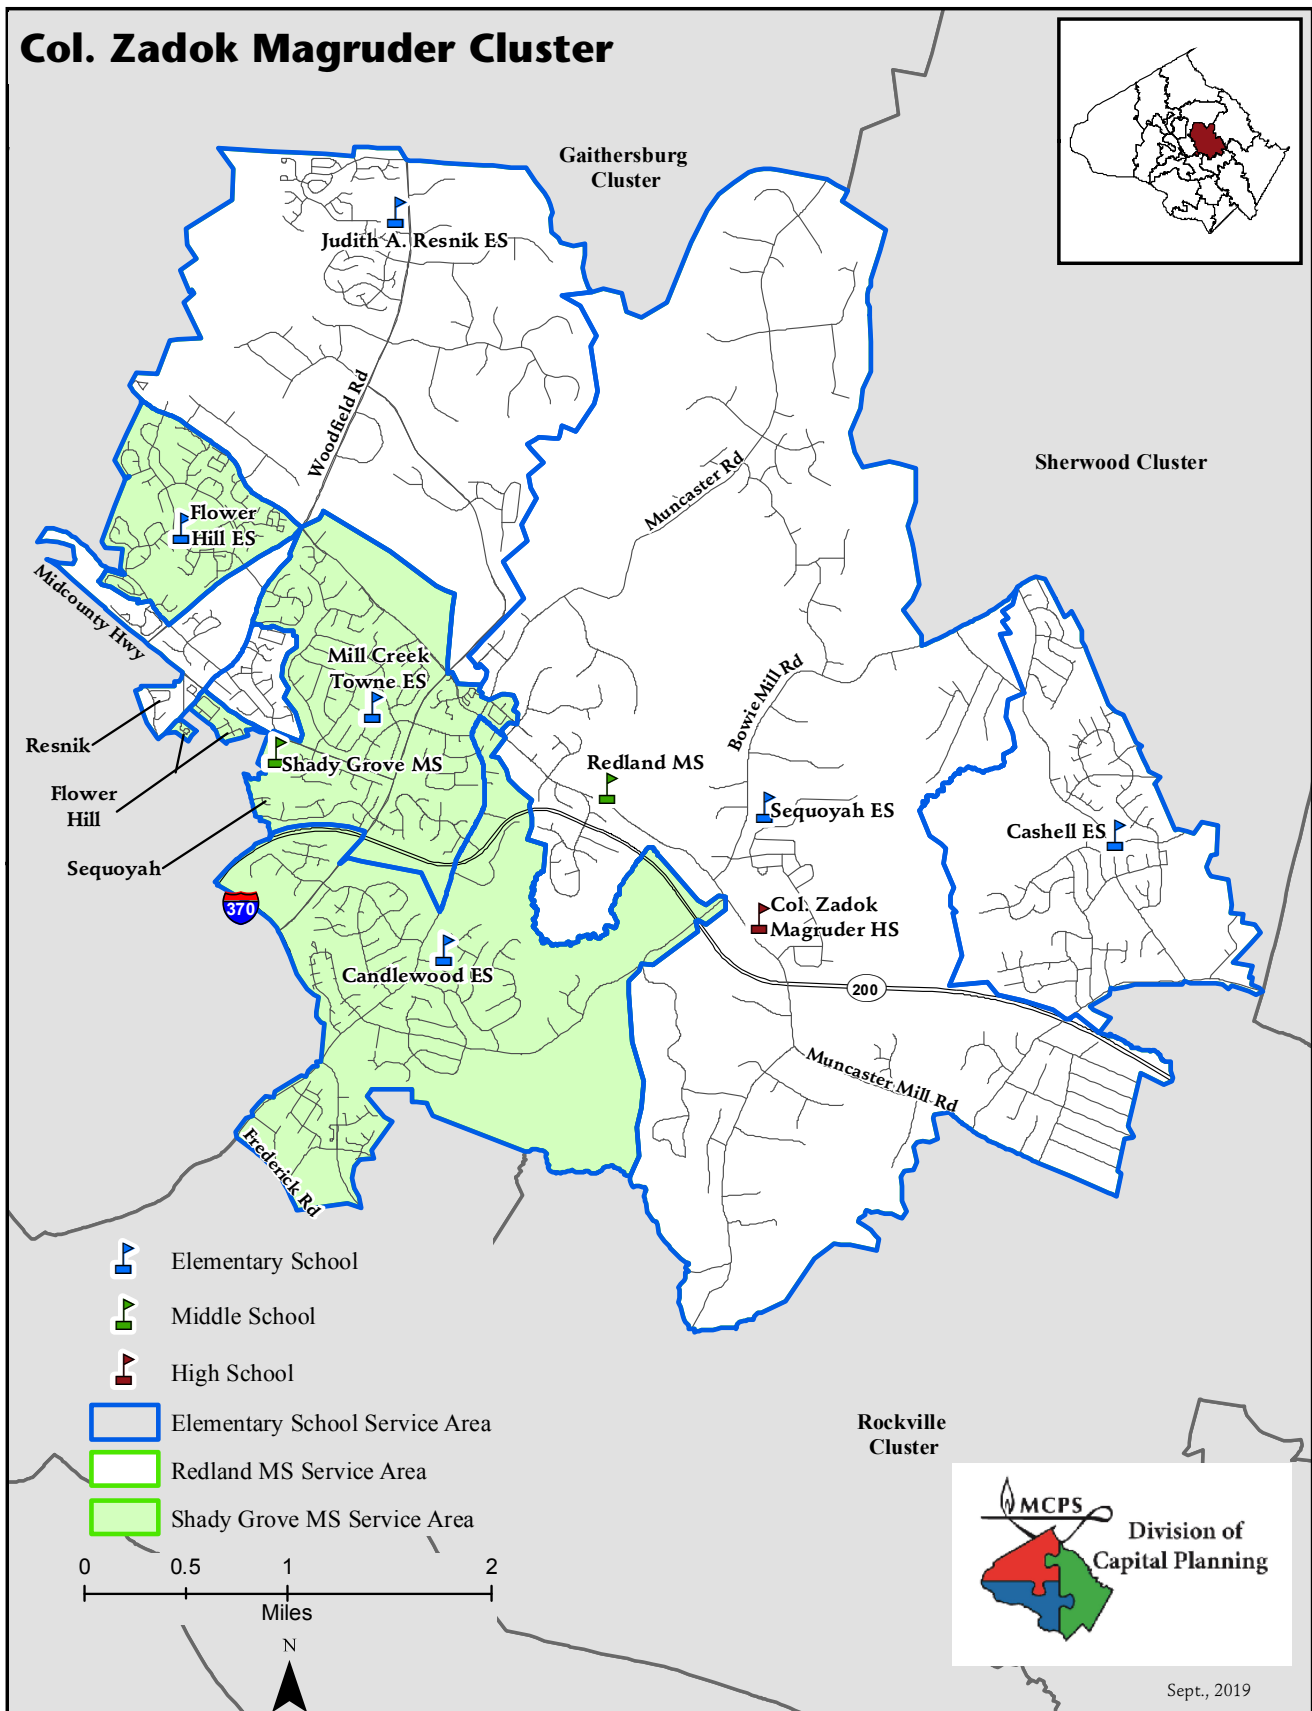 Col. Zadok Magruder Cluster
Gaithersburg
Cluster
Judith A. Resnik ES
Woodfield Rd
Sherwood Cluster
Muncaster Rd
Flower
Hill ES
Midcounty Hwy
Mill Creek
Towne ES
Bowie Mill Rd
Resnik
Shady Grove MS
Redland MS
Flower
Hill
Sequoyah ES
Cashell ES
Sequoyah
370
Col. Zadok
Magruder HS
Candlewood ES
200
Muncaster Mill Rd
Frederick Rd
Elementary School
Middle School
High School
Elementary School Service Area
Redland MS Service Area
Shady Grove MS Service Area
Rockville
Cluster
MCPS
Division of
Capital Planning
0 0.5 1 2
Miles
N
Sept., 2019